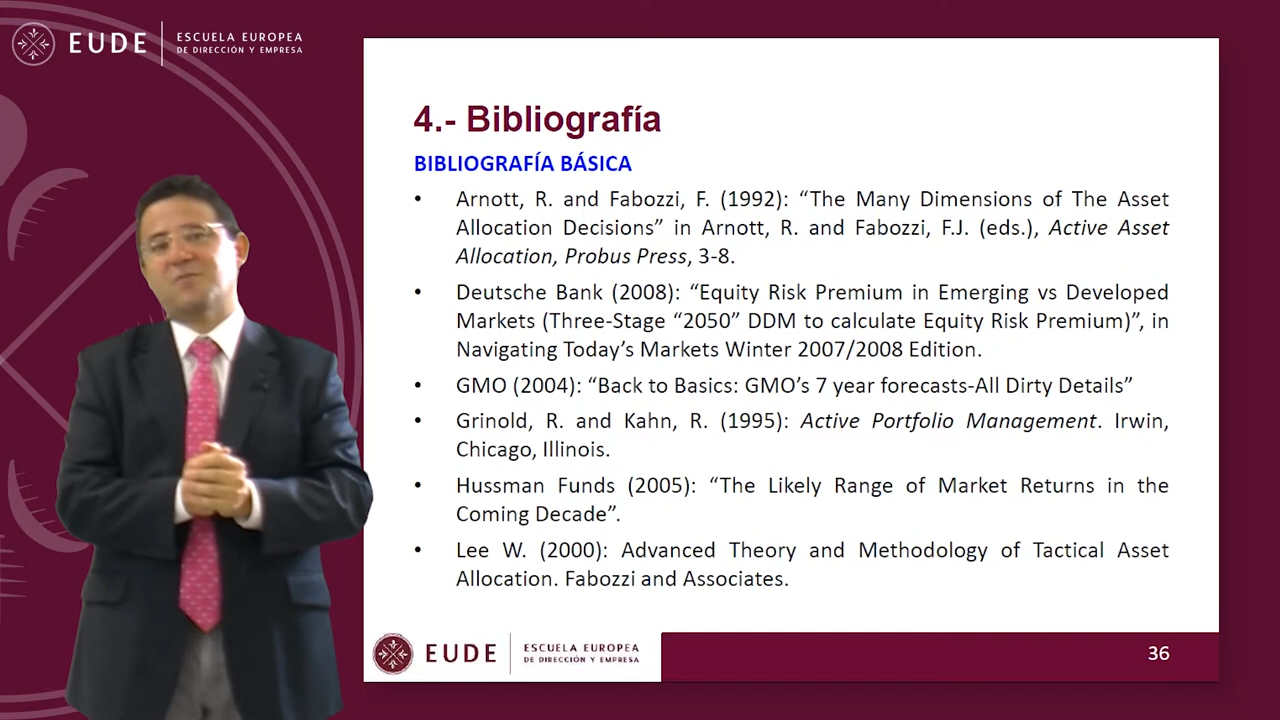 EUDE
ESCUELA EUROPEA
DE DIRECCIÓN Y EMPRESA
4.- Bibliografía
BIBLIOGRAFÍA BÁSICA
• Arnott, R. and Fabozzi, F. (1992): “The Many Dimensions of The Asset
Allocation Decisions” in Arnott, R. and Fabozzi, F.J. (eds.), Active Asset
Allocation, Probus Press, 3-8.
• Deutsche Bank (2008): “Equity Risk Premium in Emerging vs Developed
Markets (Three-Stage “2050” DDM to calculate Equity Risk Premium)”, in
Navigating Today’s Markets Winter 2007/2008 Edition.
• GMO (2004): “Back to Basics: GMO’s 7 year forecasts-All Dirty Details”
• Grinold, R. and Kahn, R. (1995): Active Portfolio Management. Irwin,
Chicago, Illinois.
• Hussman Funds (2005): “The Likely Range of Market Returns in the
Coming Decade”.
• Lee W. (2000): Advanced Theory and Methodology of Tactical Asset
Allocation. Fabozzi and Associates.
EUDE
ESCUELA EUROPEA
DE DIRECCIÓN Y EMPRESA
36